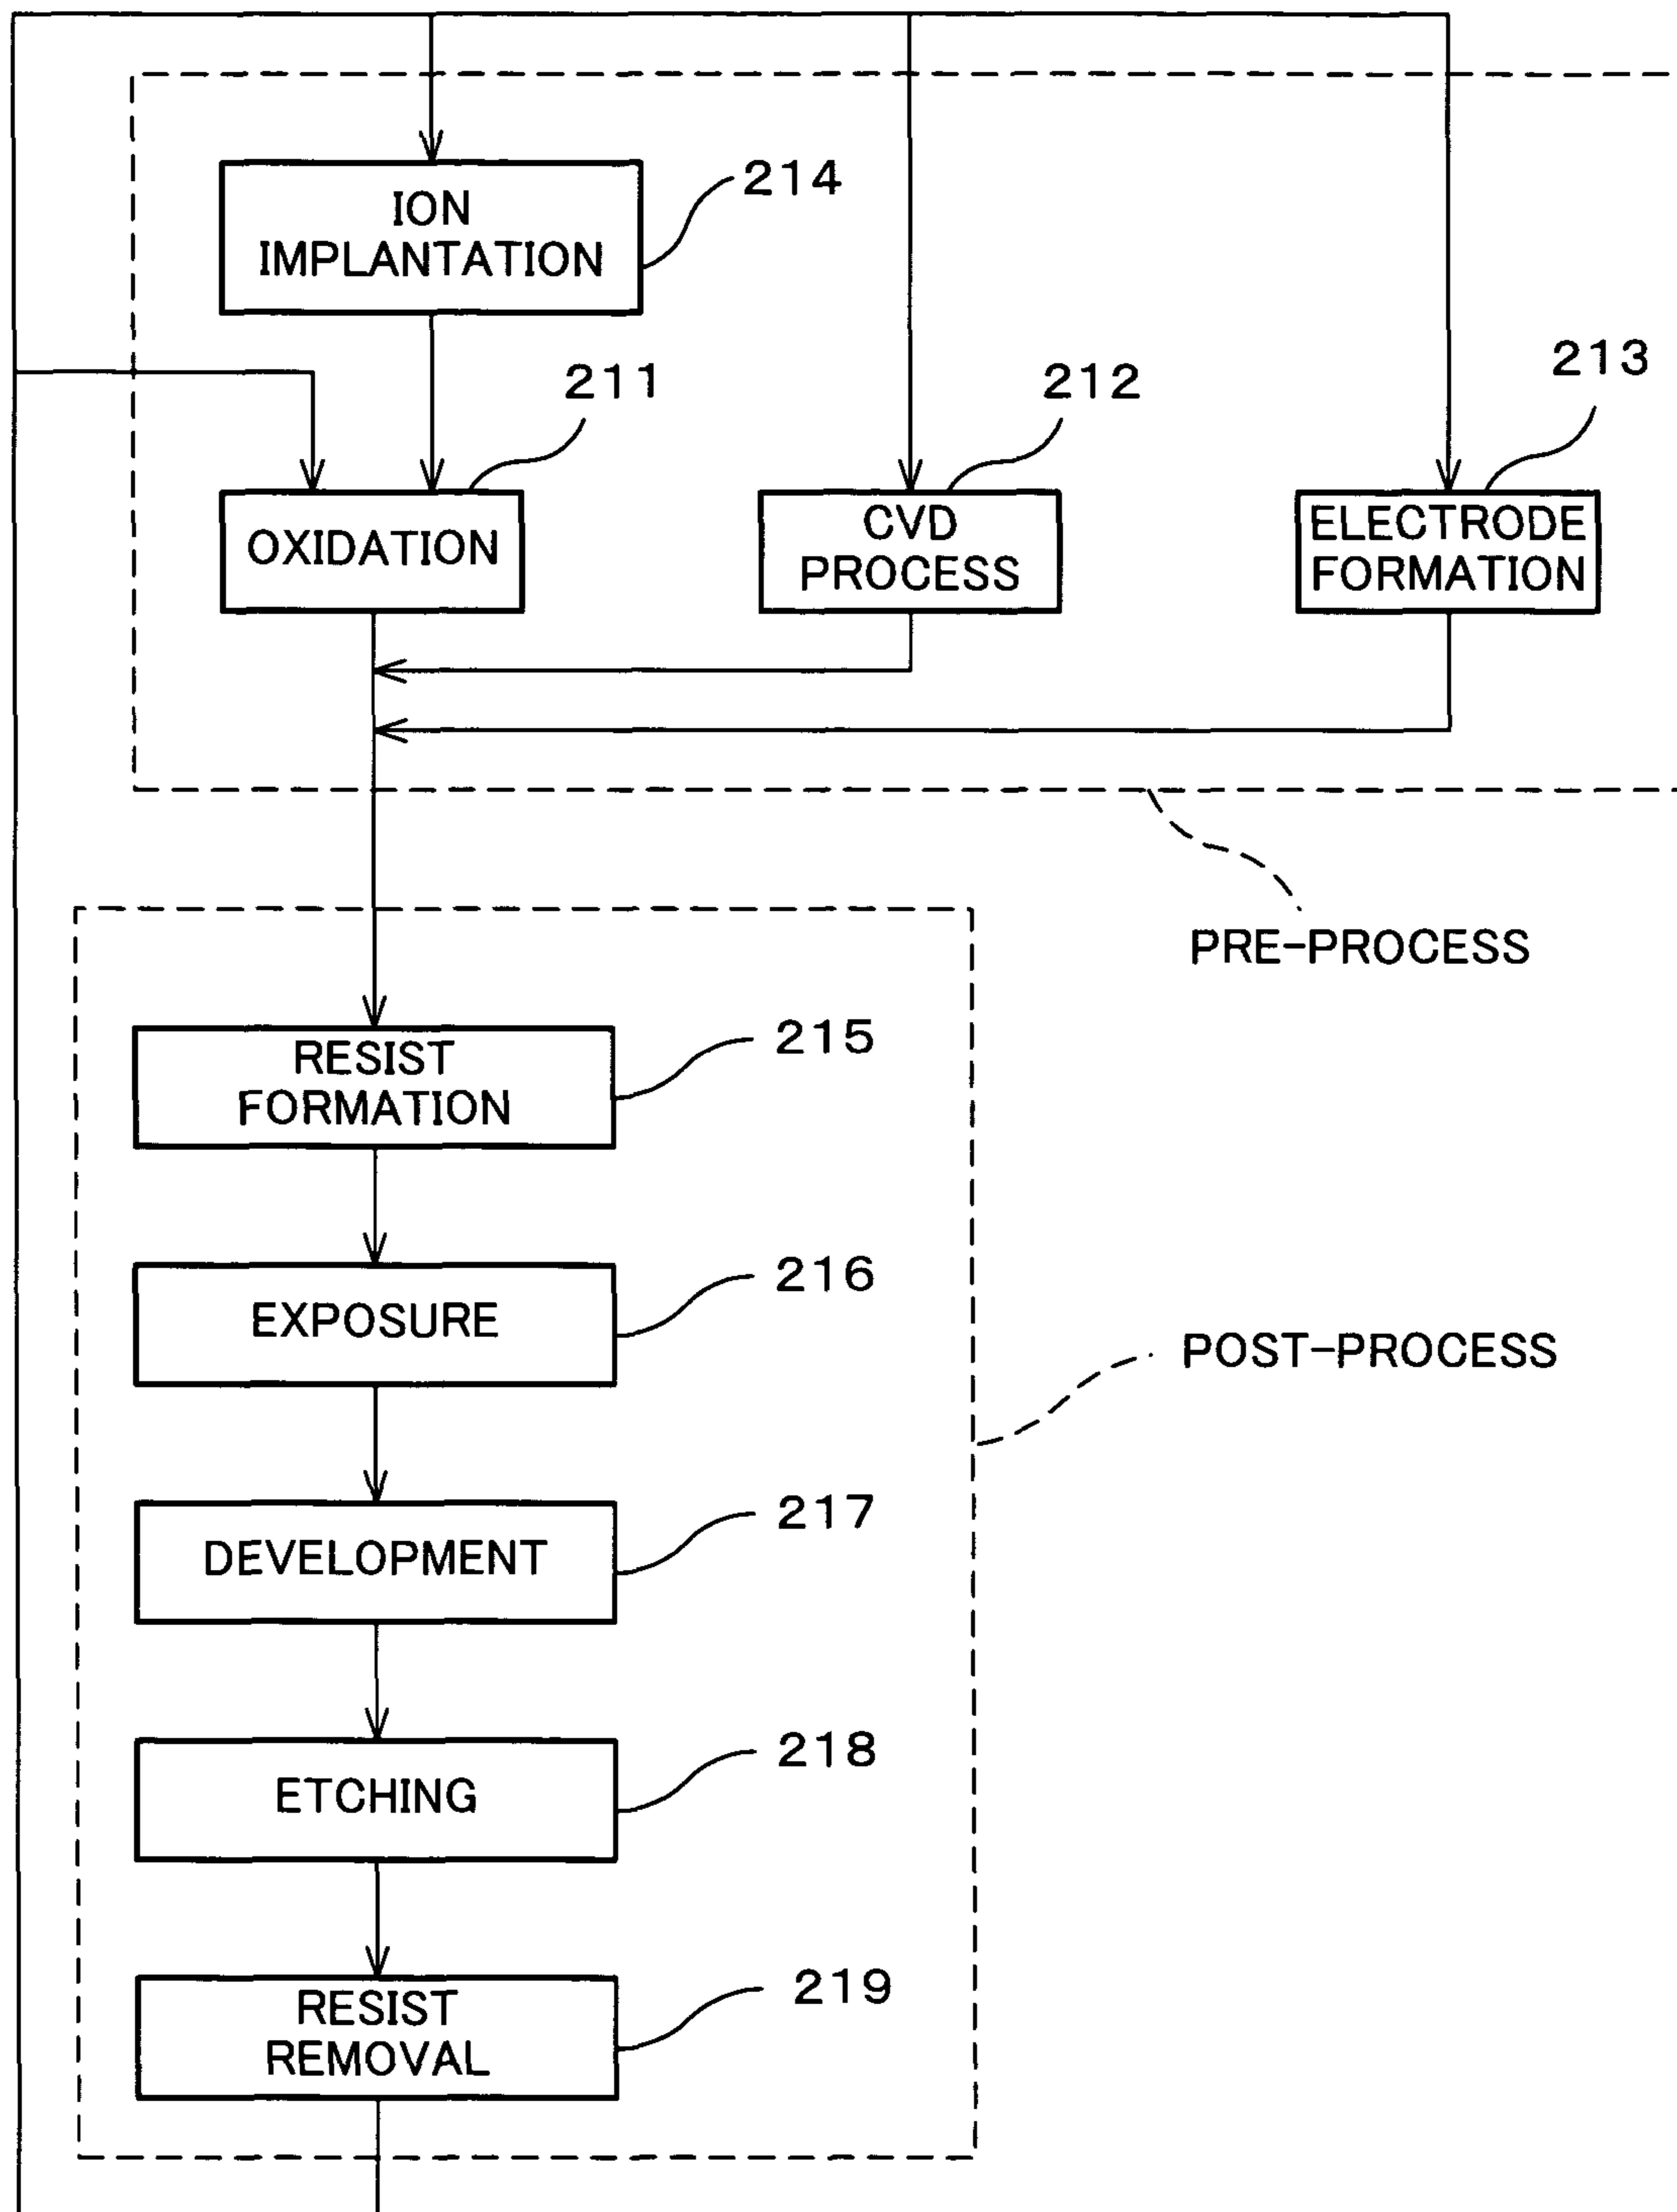 214
ION
IMPLANTATION
211
212
213
OXIDATION
CVD
PROCESS
ELECTRODE
FORMATION
PRE-PROCESS
215
RESIST
FORMATION
216
EXPOSURE
POST-PROCESS
217
DEVELOPMENT
218
ETCHING
219
RESIST
REMOVAL